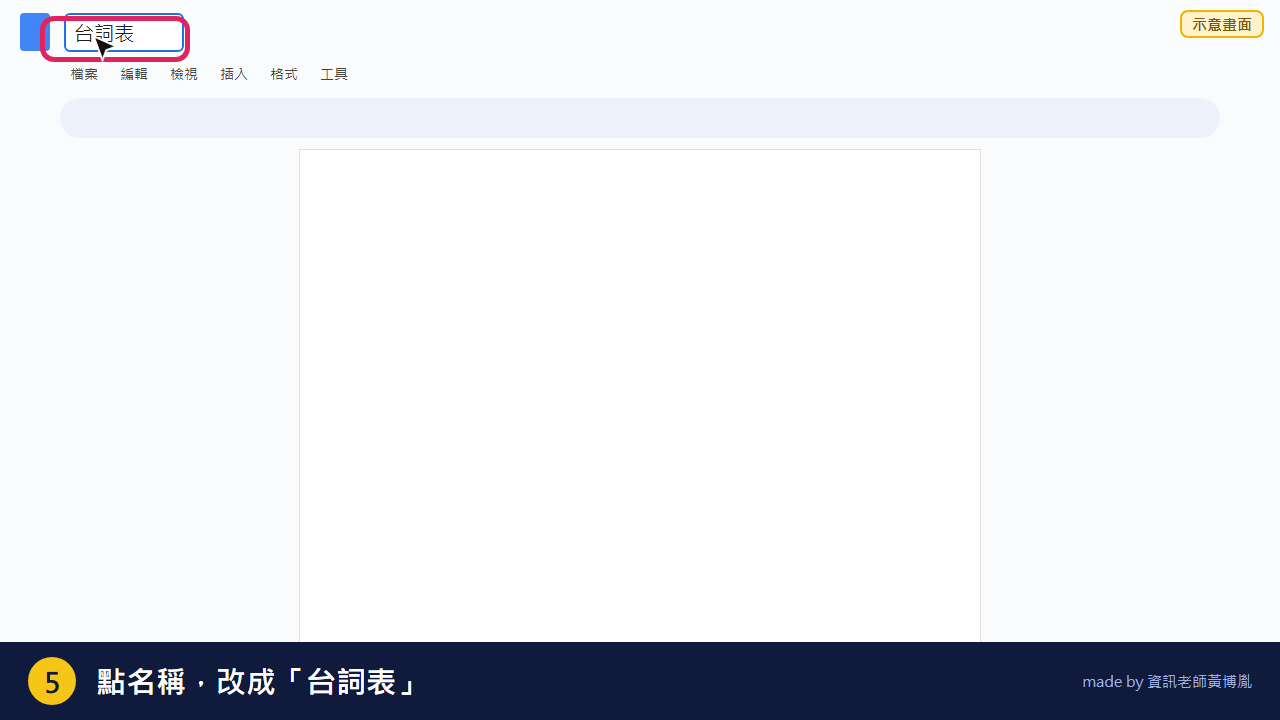 台詞表
示意畫面
檔案 編輯 檢視 插入 格式 工具
5 點名稱，改成「台詞表」
made by 資訊老師黃博胤